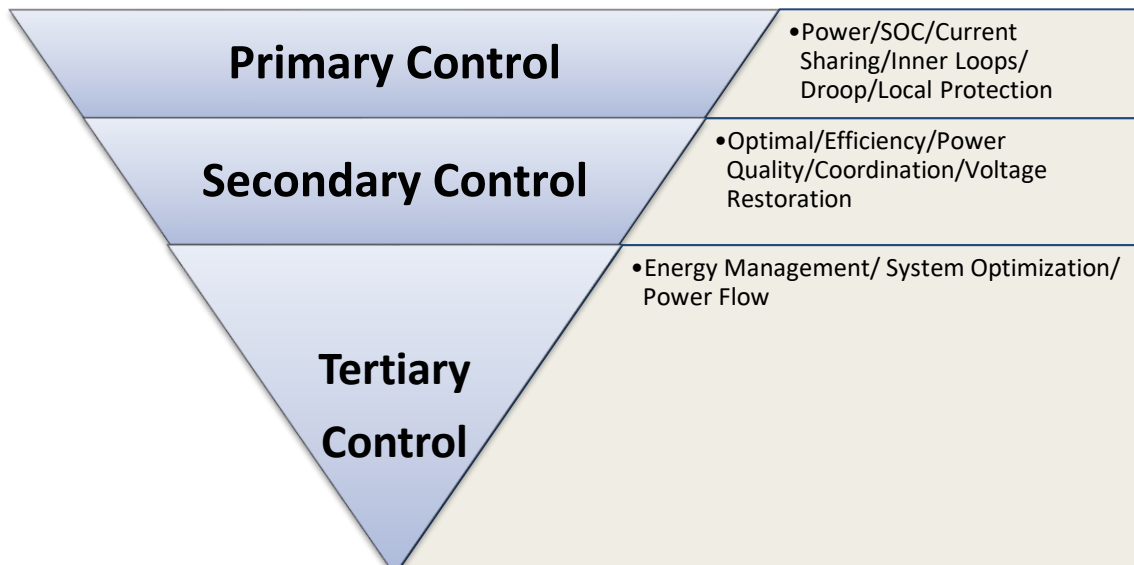 Primary Control
•Power/SOC/Current
Sharing/Inner Loops/
Droop/Local Protection
Secondary Control
•Optimal/Efficiency/Power
Quality/Coordination/Voltage
Restoration
Tertiary
Control
•Energy Management/ System Optimization/
Power Flow